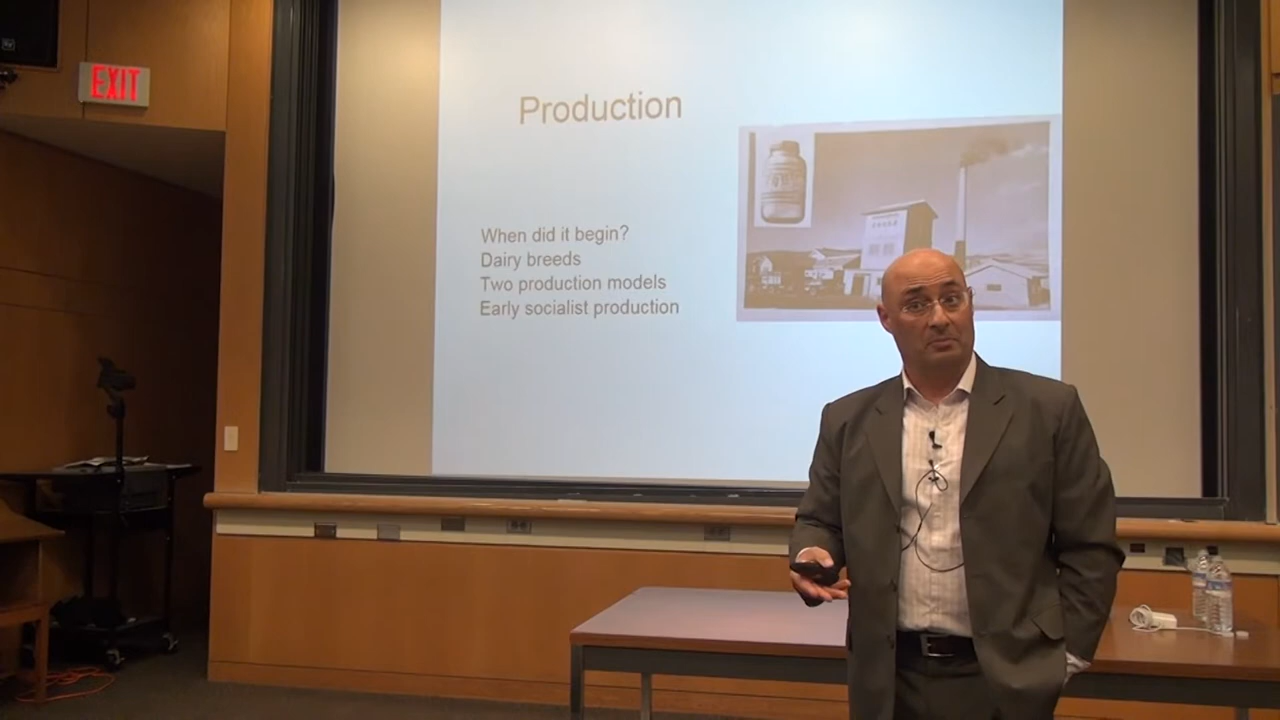 EXIT
Production
When did it begin?
Dairy breeds
Two production models
Early socialist production